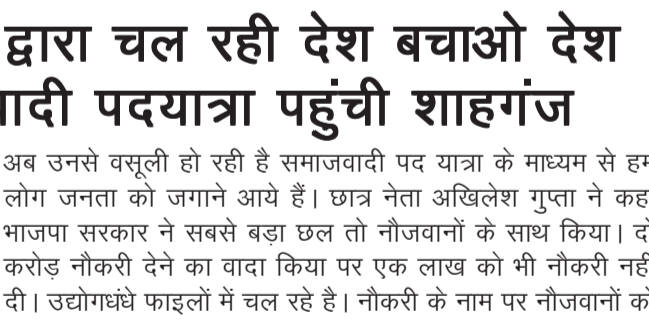 द्वारा चल रही देश बचाओ देश
पदयात्रा पहुंची शाहगंज
अब उनसे वसूली हो रही है समाजवादी पद यात्रा के माध्यम से हम
लोग जनता को जगाने आये हैं। छात्र नेता अखिलेश गुप्ता ने कह
भाजपा सरकार ने सबसे बड़ा छल तो नौजवानों के साथ किया। दो
करोड़ नौकरी देने का वादा किया पर एक लाख को भी नौकरी नहीं
दी। उद्योगधंधे फाइलों में चल रहे है। नौकरी के नाम पर नौजवानों को